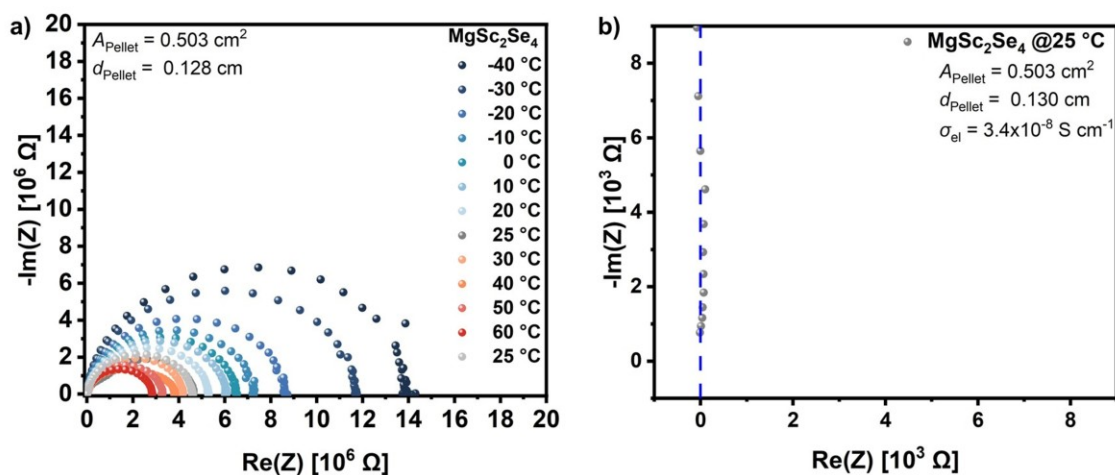 a)
A_Pellet = 0.503 cm²
d_Pellet = 0.128 cm
MgSc₂Se₄
-40 °C
-30 °C
-20 °C
-10 °C
0 °C
10 °C
20 °C
25 °C
30 °C
40 °C
50 °C
60 °C
25 °C
-Im(Z) [10⁶ Ω]
20
18
16
14
12
10
8
6
4
2
0
0 2 4 6 8 10 12 14 16 18 20
Re(Z) [10⁶ Ω]
b)
MgSc₂Se₄ @25 °C
A_Pellet = 0.503 cm²
d_Pellet = 0.130 cm
σ_el = 3.4x10⁻⁸ S cm⁻¹
-Im(Z) [10³ Ω]
8
6
4
2
0
0 2 4 6 8
Re(Z) [10³ Ω]